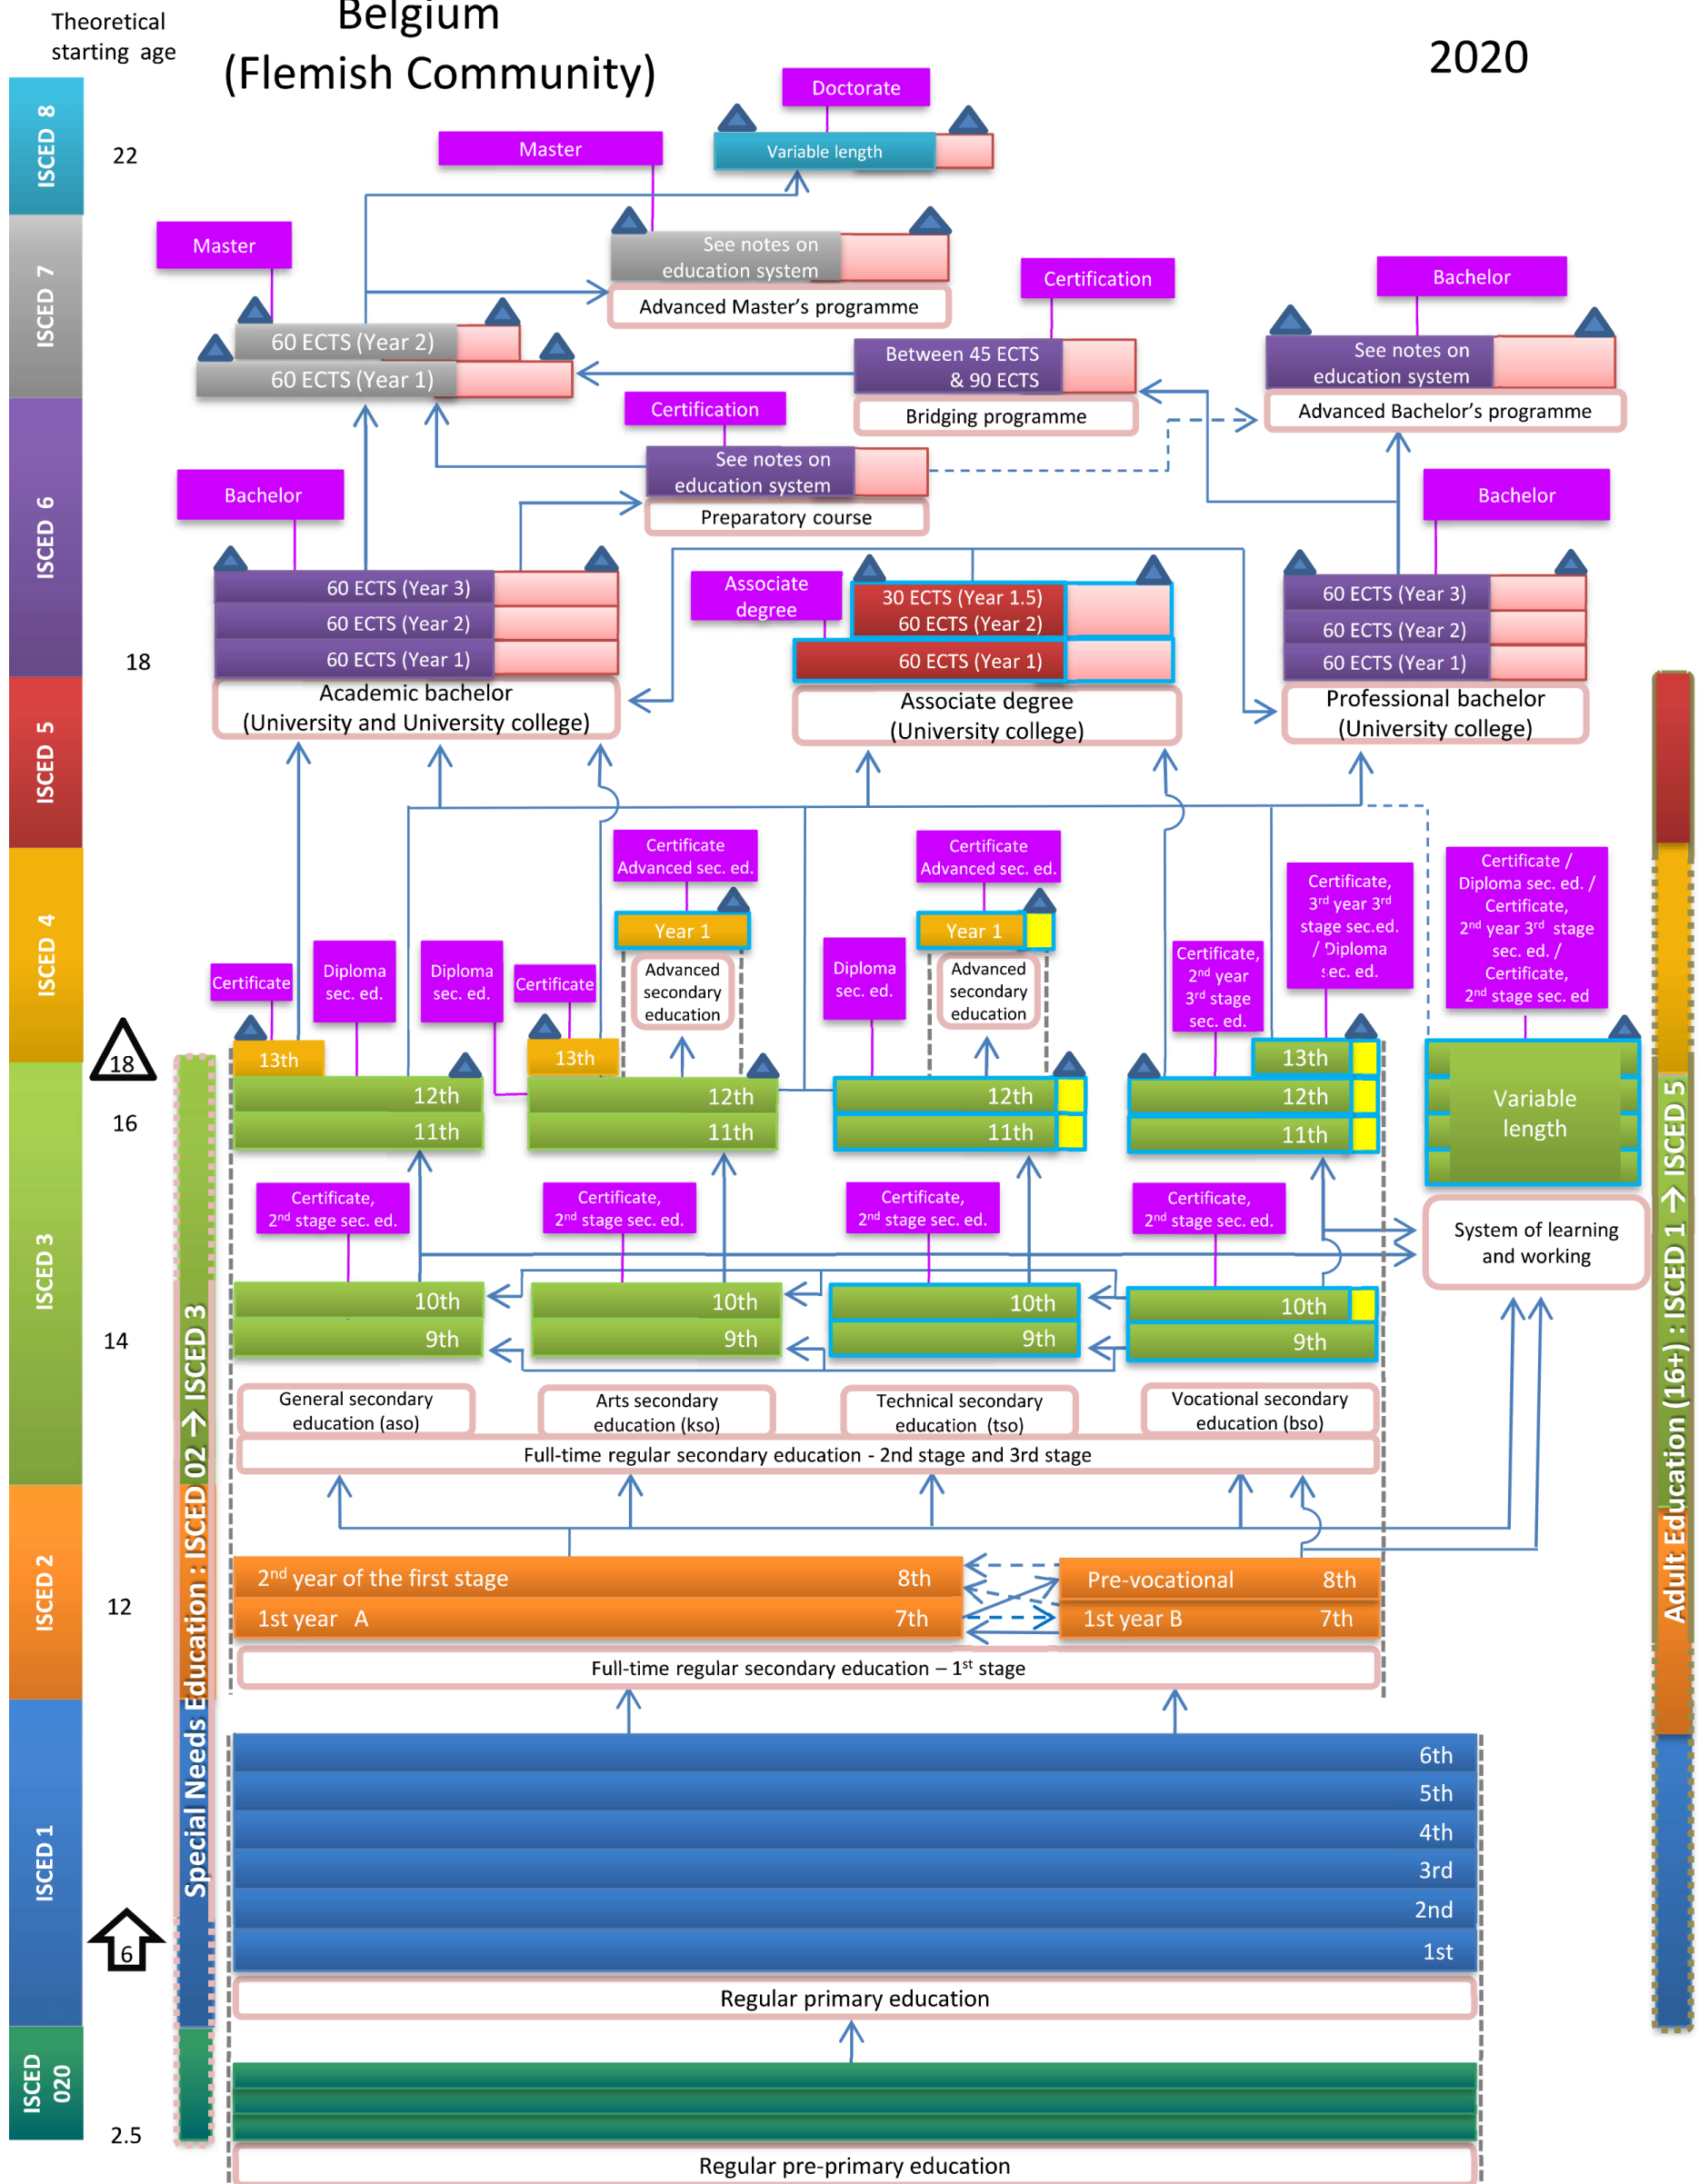 Theoretical
starting age
Belgium
(Flemish Community)
2020
ISCED 8
22
Doctorate
Variable length
Master
ISCED 7
Master
See notes on
education system
Advanced Master's programme
60 ECTS (Year 2)
60 ECTS (Year 1)
Certification
Between 45 ECTS
& 90 ECTS
Bridging programme
Bachelor
See notes on
education system
Advanced Bachelor's programme
ISCED 6
18
Certification
See notes on
education system
Preparatory course
Bachelor
60 ECTS (Year 3)
60 ECTS (Year 2)
60 ECTS (Year 1)
Academic bachelor
(University and University college)
Associate
degree
30 ECTS (Year 1.5)
60 ECTS (Year 2)
60 ECTS (Year 1)
Associate degree
(University college)
Bachelor
60 ECTS (Year 3)
60 ECTS (Year 2)
60 ECTS (Year 1)
Professional bachelor
(University college)
ISCED 5
ISCED 4
Certificate
Diploma
sec. ed.
Diploma
sec. ed.
Certificate
Certificate
Advanced sec. ed.
Year 1
Advanced
secondary
education
Diploma
sec. ed.
Certificate
Advanced sec. ed.
Year 1
Advanced
secondary
education
Certificate,
2nd year
3rd stage
sec. ed.
Certificate,
3rd year 3rd
stage sec.ed.
/ Diploma
sec. ed.
Certificate /
Diploma sec. ed. /
Certificate,
2nd year 3rd stage
sec. ed. /
Certificate,
2nd stage sec. ed
18
16
13th
12th
11th
13th
12th
11th
12th
11th
13th
12th
11th
Variable
length
ISCED 3
14
Certificate,
2nd stage sec. ed.
Certificate,
2nd stage sec. ed.
Certificate,
2nd stage sec. ed.
Certificate,
2nd stage sec. ed.
System of learning
and working
10th
9th
10th
9th
10th
9th
10th
9th
General secondary
education (aso)
Arts secondary
education (kso)
Technical secondary
education (tso)
Vocational secondary
education (bso)
Full-time regular secondary education - 2nd stage and 3rd stage
ISCED 2
12
2nd year of the first stage 8th
1st year A 7th
Pre-vocational 8th
1st year B 7th
Full-time regular secondary education – 1st stage
Special Needs Education : ISCED 02 → ISCED 3
Adult Education (16+) : ISCED 1 → ISCED 5
ISCED 1
6
6th
5th
4th
3rd
2nd
1st
Regular primary education
ISCED
020
2.5
Regular pre-primary education